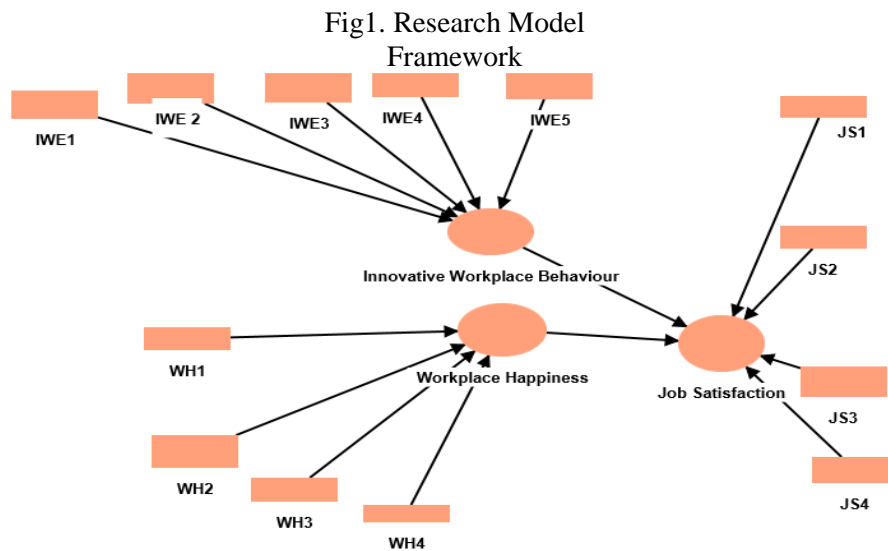 Fig1. Research Model
Framework
IWE1
IWE 2
IWE3
IWE4
IWE5
JS1
JS2
Innovative Workplace Behaviour
WH1
Workplace Happiness
Job Satisfaction
JS3
WH2
WH3
WH4
JS4